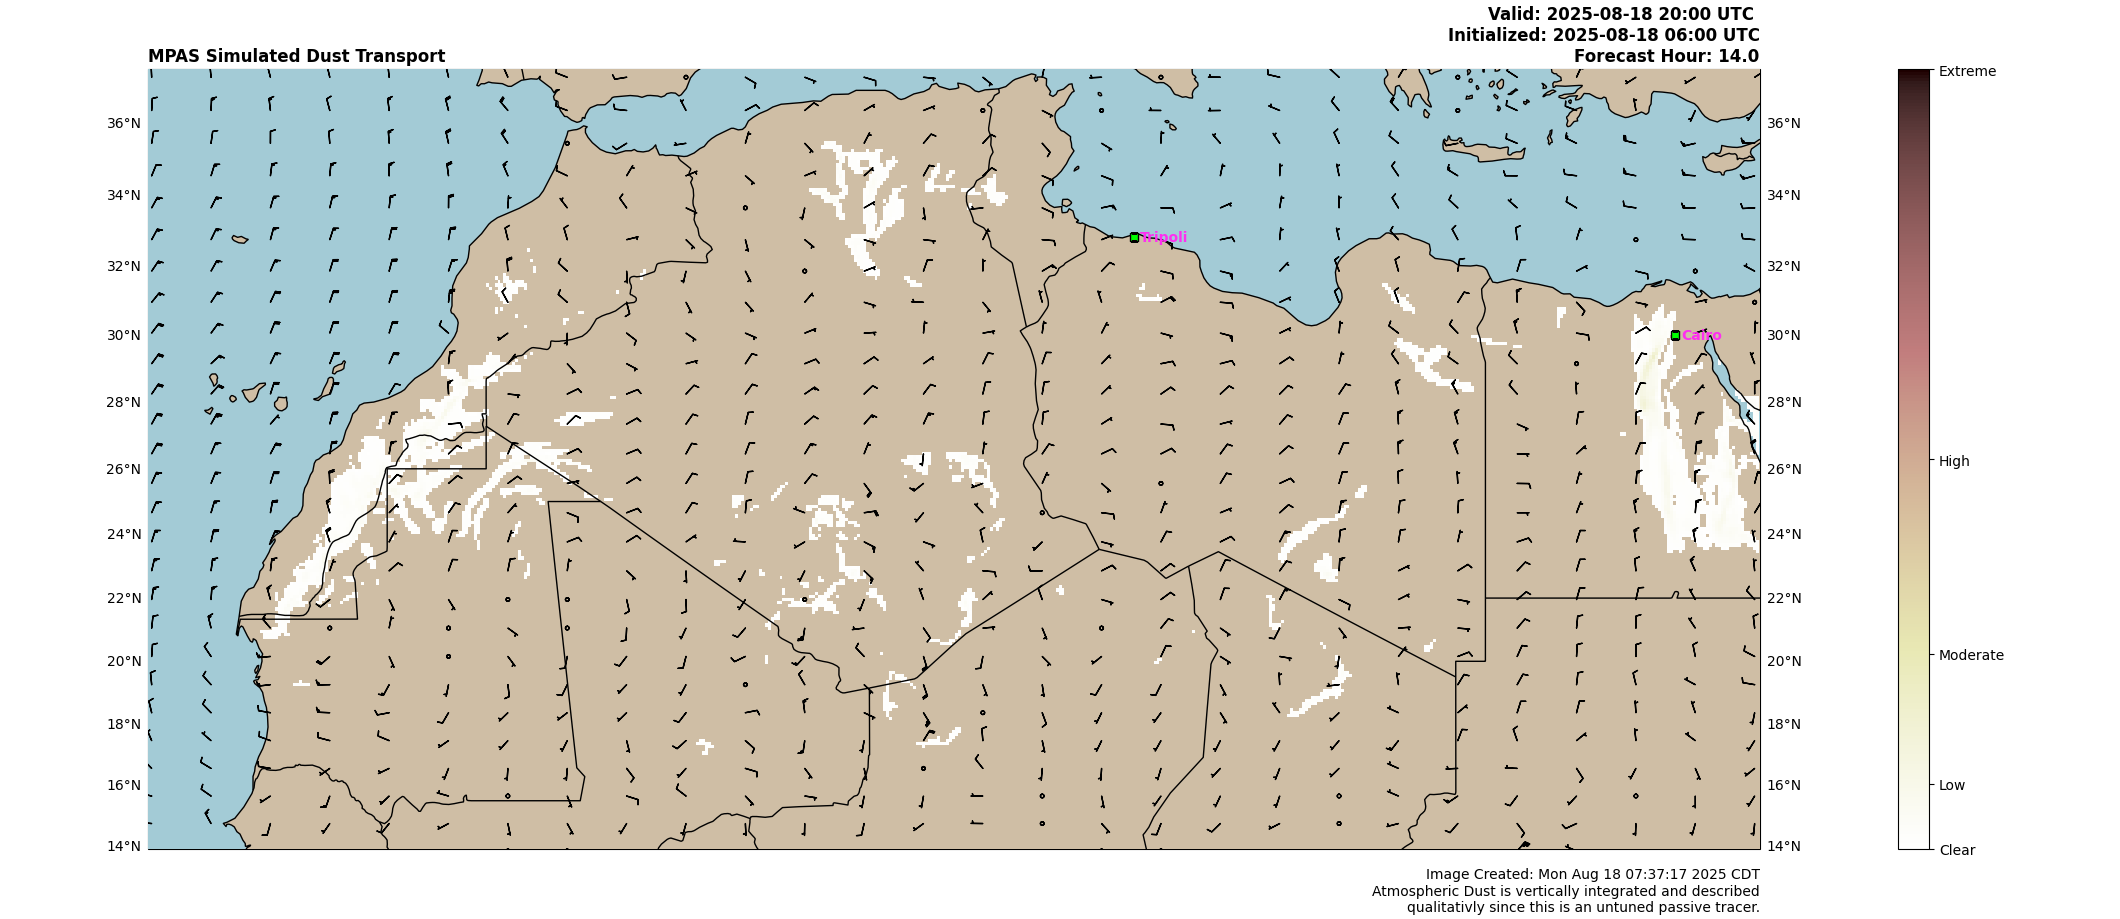 Valid: 2025-08-18 20:00 UTC
Initialized: 2025-08-18 06:00 UTC
MPAS Simulated Dust Transport
Forecast Hour: 14.0
Extreme
36°N
36°N
34°N
34°N
Tripoli
32°N
32°N
30°N
Cairo
30°N
28°N
28°N
26°N
26°N
High
24°N
24°N
22°N
22°N
20°N
20°N
Moderate
18°N
18°N
16°N
16°N
Low
14°N
14°N
Clear
Image Created: Mon Aug 18 07:37:17 2025 CDT
Atmospheric Dust is vertically integrated and described
qualitativly since this is an untuned passive tracer.